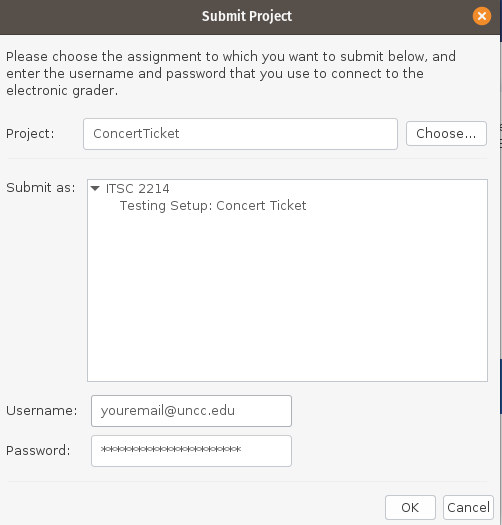 Submit Project
Please choose the assignment to which you want to submit below, and
enter the username and password that you use to connect to the
electronic grader.
Project: ConcertTicket Choose...
Submit as: ITSC 2214
Testing Setup: Concert Ticket
Username: youremail@uncc.edu
Password: *********************
OK Cancel